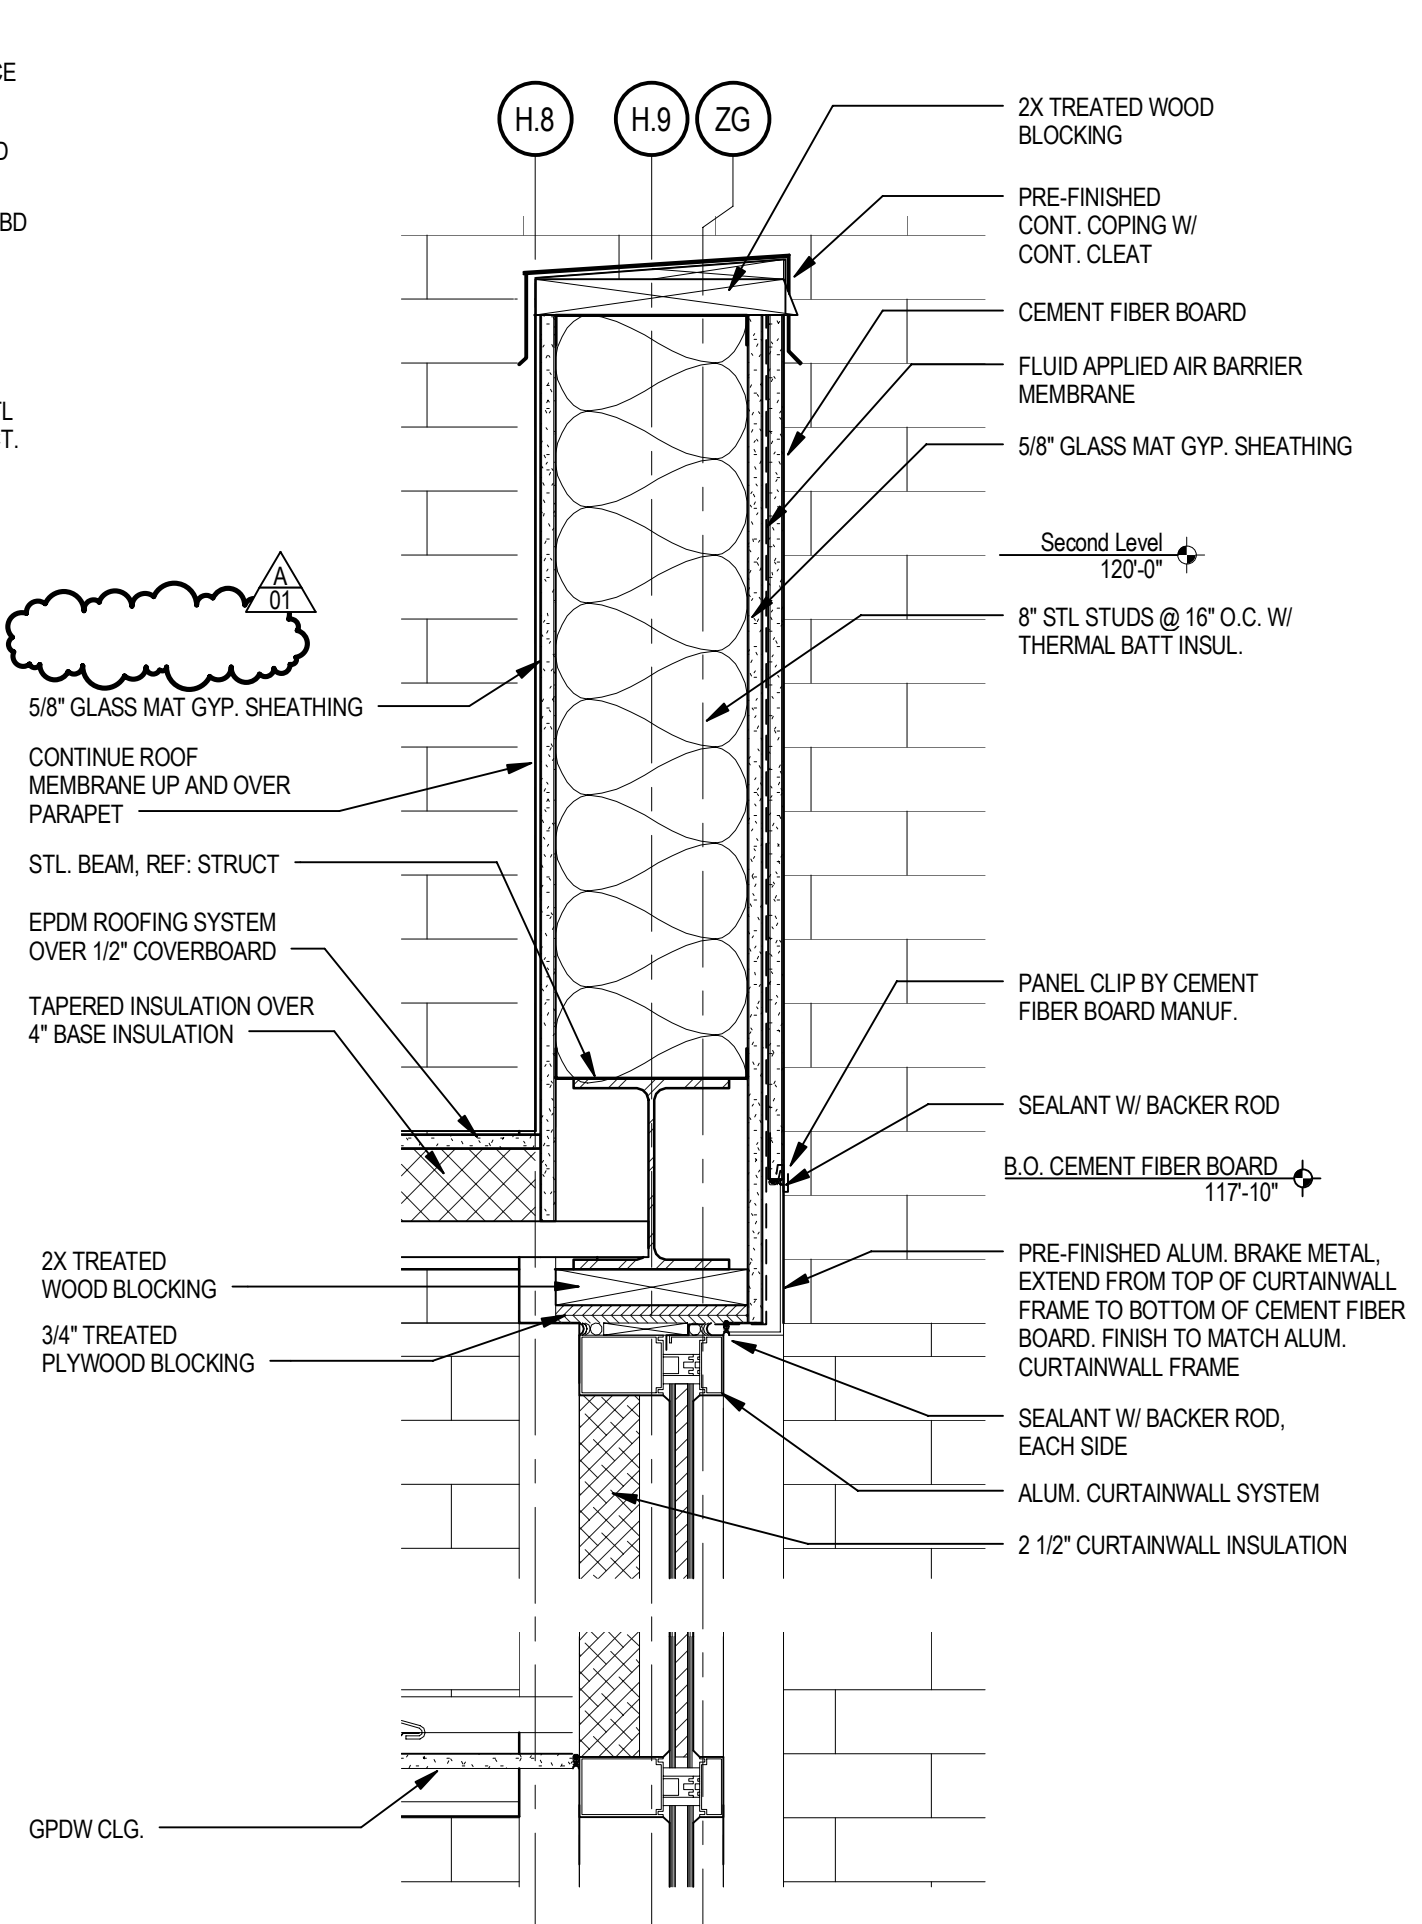 CE
D
BD
TL
ST.
H.8
H.9
ZG
2X TREATED WOOD
BLOCKING
PRE-FINISHED
CONT. COPING W/
CONT. CLEAT
CEMENT FIBER BOARD
FLUID APPLIED AIR BARRIER
MEMBRANE
5/8" GLASS MAT GYP. SHEATHING
Second Level
120'-0"
8" STL STUDS @ 16" O.C. W/
THERMAL BATT INSUL.
A
01
5/8" GLASS MAT GYP. SHEATHING
CONTINUE ROOF
MEMBRANE UP AND OVER
PARAPET
STL. BEAM, REF: STRUCT
EPDM ROOFING SYSTEM
OVER 1/2" COVERBOARD
TAPERED INSULATION OVER
4" BASE INSULATION
2X TREATED
WOOD BLOCKING
3/4" TREATED
PLYWOOD BLOCKING
GPDW CLG.
PANEL CLIP BY CEMENT
FIBER BOARD MANUF.
SEALANT W/ BACKER ROD
B.O. CEMENT FIBER BOARD
117'-10"
PRE-FINISHED ALUM. BRAKE METAL,
EXTEND FROM TOP OF CURTAINWALL
FRAME TO BOTTOM OF CEMENT FIBER
BOARD. FINISH TO MATCH ALUM.
CURTAINWALL FRAME
SEALANT W/ BACKER ROD,
EACH SIDE
ALUM. CURTAINWALL SYSTEM
2 1/2" CURTAINWALL INSULATION